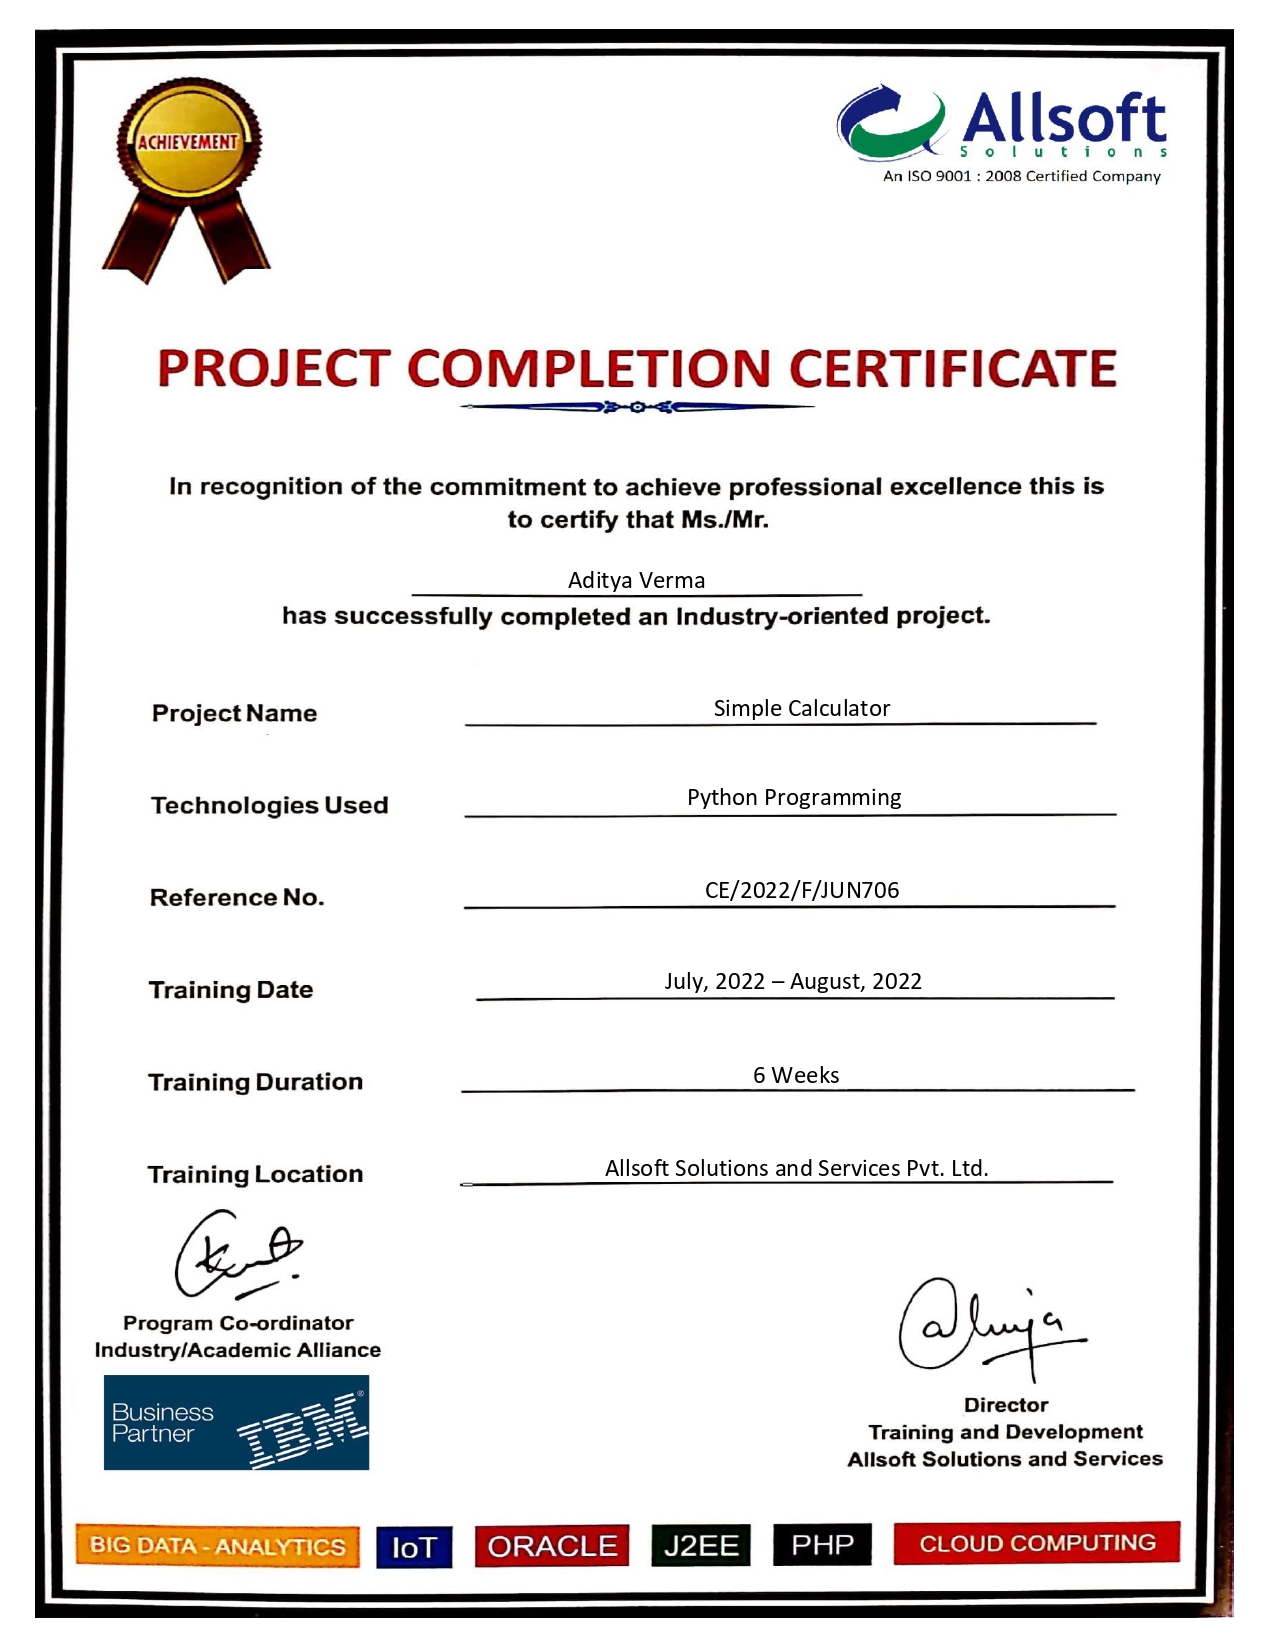 ACHIEVEMENT
Allsoft
Solutions
An ISO 9001 : 2008 Certified Company
PROJECT COMPLETION CERTIFICATE
In recognition of the commitment to achieve professional excellence this is
to certify that Ms./Mr.
Aditya Verma
has successfully completed an Industry-oriented project.
Project Name Simple Calculator
Technologies Used Python Programming
Reference No. CE/2022/F/JUN706
Training Date July, 2022 – August, 2022
Training Duration 6 Weeks
Training Location Allsoft Solutions and Services Pvt. Ltd.
Program Co-ordinator
Industry/Academic Alliance
Business
Partner
IBM®
Director
Training and Development
Allsoft Solutions and Services
BIG DATA - ANALYTICS IoT ORACLE J2EE PHP CLOUD COMPUTING